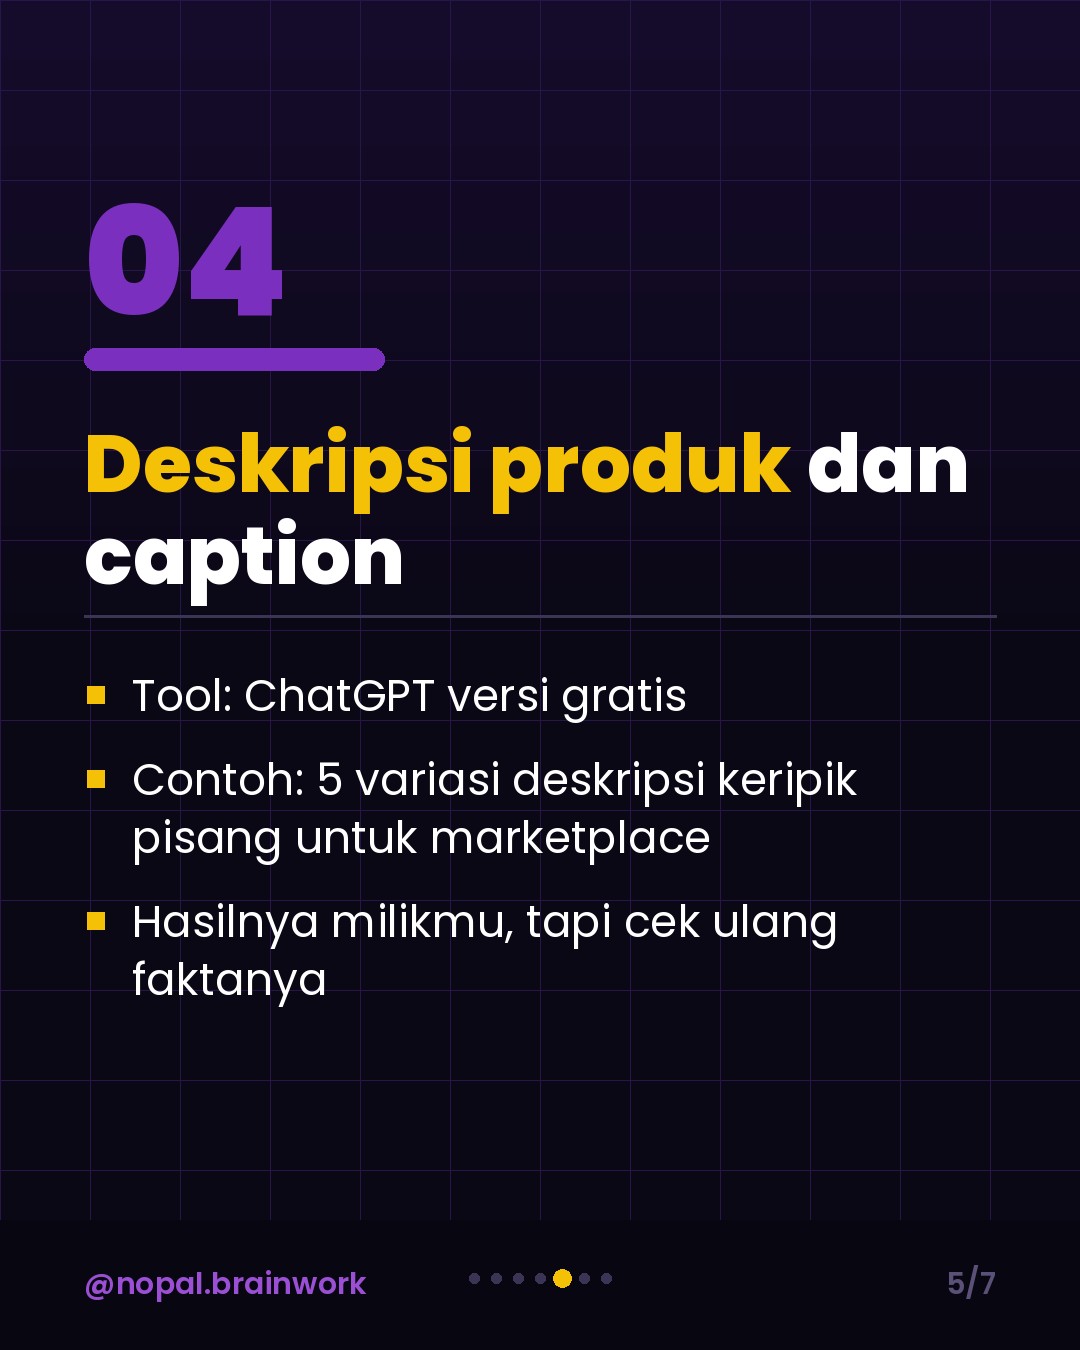 04
Deskripsi produk dan
caption
Tool: ChatGPT versi gratis
Contoh: 5 variasi deskripsi keripik
pisang untuk marketplace
Hasilnya milikmu, tapi cek ulang
faktanya
@nopal.brainwork
5/7